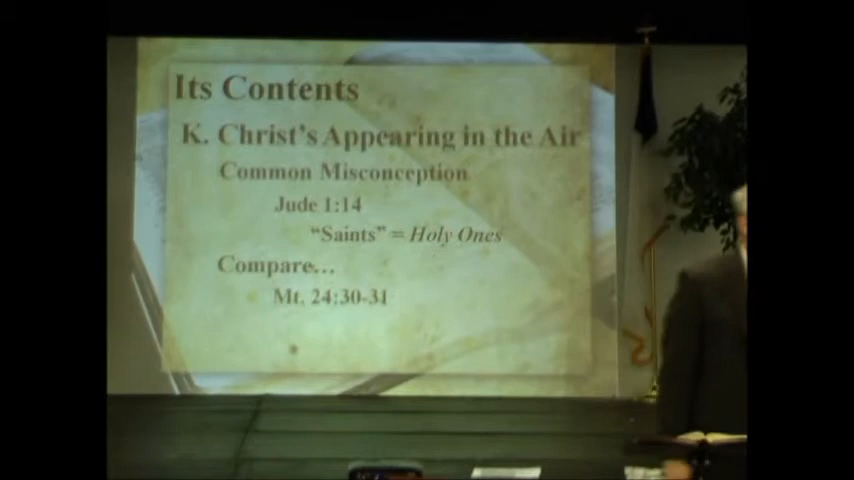 Its Contents
K. Christ's Appearing in the Air
Common Misconception
Jude 1:14
“Saints” = Holy Ones
Compare...
Mt. 24:30-31